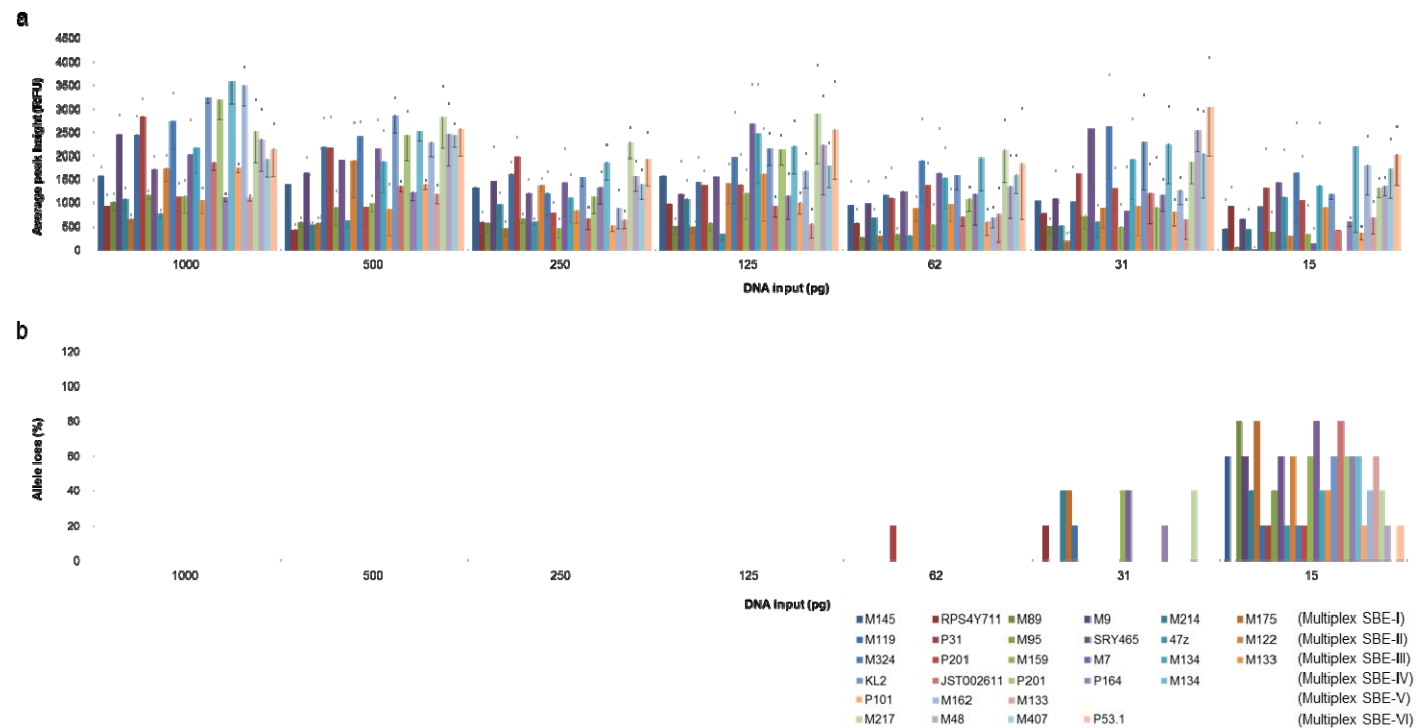 a
Average peak height (RFU)
4500
4000
3500
3000
2500
2000
1500
1000
500
0
1000 500 250 125 62 31 15
DNA input (pg)
b
Allele loss (%)
120
100
80
60
40
20
0
1000 500 250 125 62 31 15
DNA input (pg)
M145 RPS4Y711 M89 M9 M214 M175 (Multiplex SBE-I)
M119 P31 M95 SRY465 47z M122 (Multiplex SBE-II)
M324 P201 M159 M7 M134 M133 (Multiplex SBE-III)
KL2 JST002611 P201 P164 M134 (Multiplex SBE-IV)
P101 M162 M133 (Multiplex SBE-V)
M217 M48 M407 P53.1 (Multiplex SBE-VI)